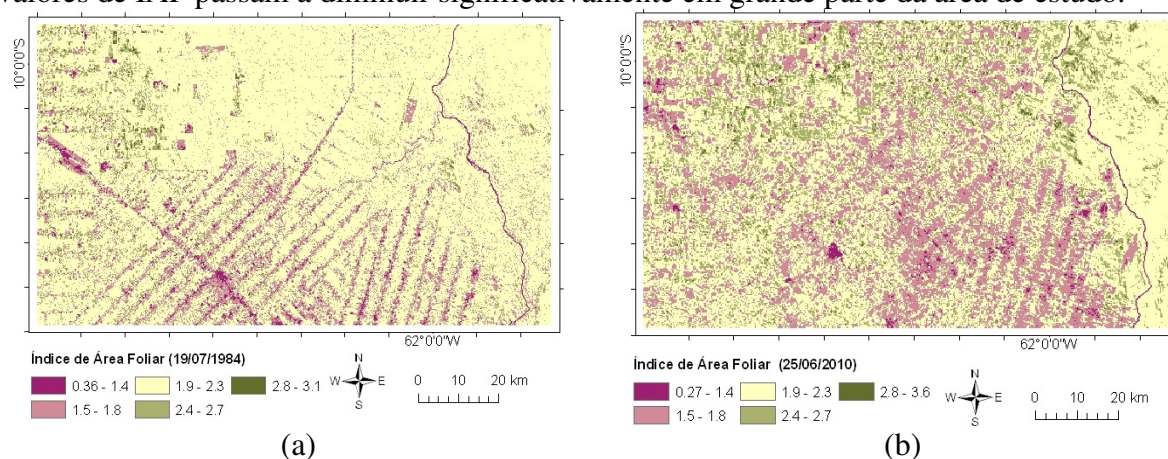 valores de IAF passam a diminuir significativamente em grande parte da área de estudo.
10°0'0"S
62°0'0"W
Índice de Área Foliar (19/07/1984)
0.36 - 1.4
1.9 - 2.3
2.8 - 3.1
1.5 - 1.8
2.4 - 2.7
N
W
E
S
0 10 20 km
(a)
10°0'0"S
62°0'0"W
Índice de Área Foliar (25/06/2010)
0.27 - 1.4
1.9 - 2.3
2.8 - 3.6
1.5 - 1.8
2.4 - 2.7
N
W
E
S
0 10 20 km
(b)